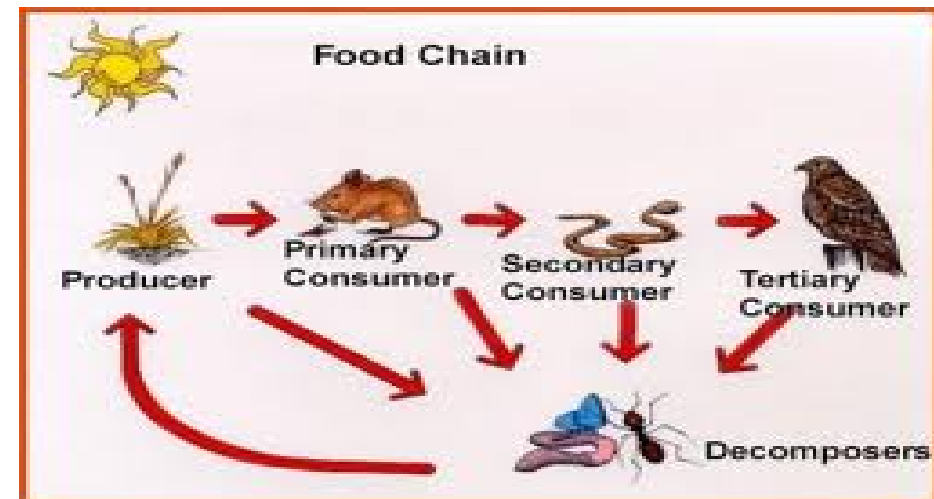 Food Chain
Producer
Primary
Consumer
Secondary
Consumer
Tertiary
Consumer
Decomposers